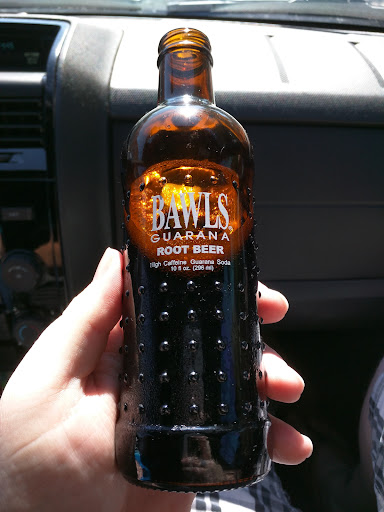 BAWLS
GUARANA
ROOT BEER
High Caffeine Guarana Soda
10 fl oz. (296 ml)